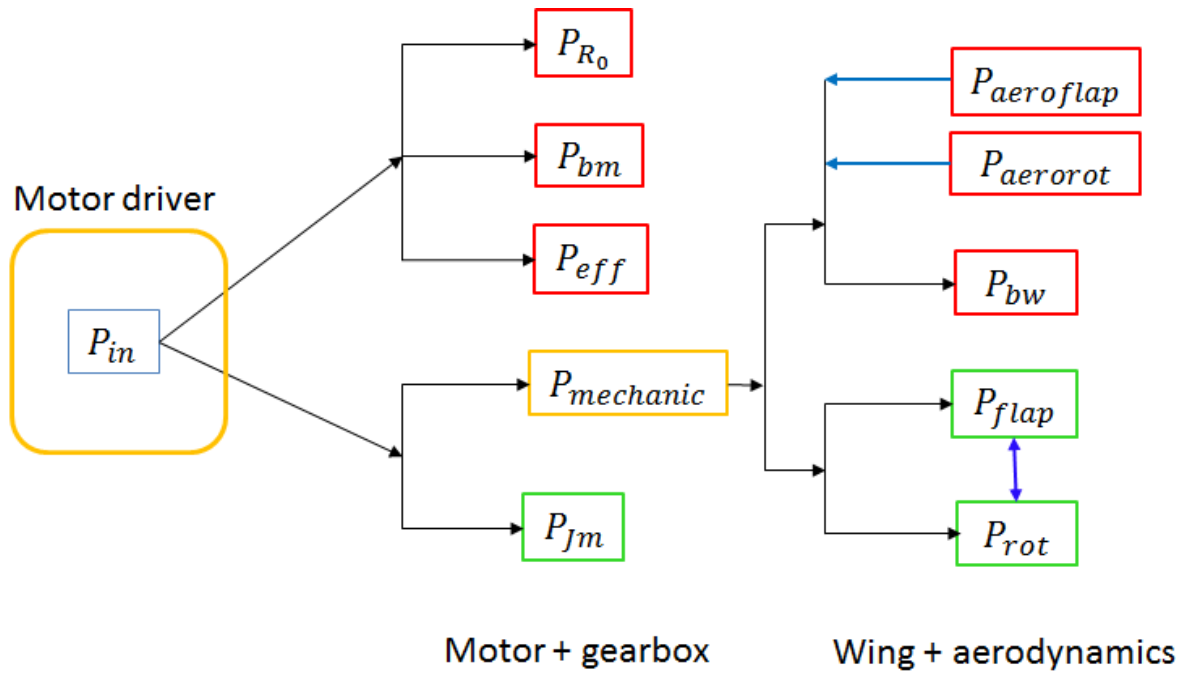 Motor driver
P_{in}
P_{R_0}
P_{bm}
P_{eff}
P_{mechanic}
P_{Jm}
P_{aeroflap}
P_{aerorot}
P_{bw}
P_{flap}
P_{rot}
Motor + gearbox
Wing + aerodynamics